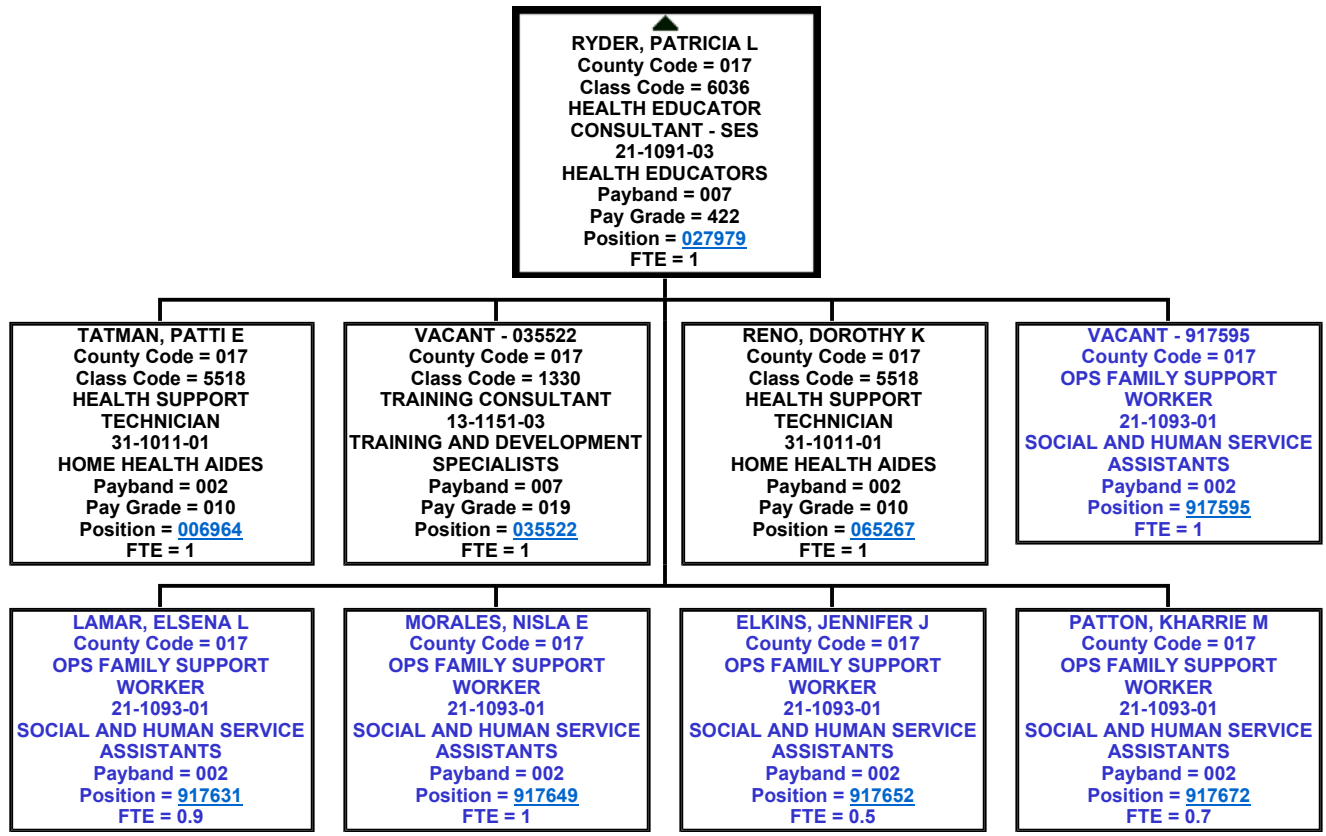 RYDER, PATRICIA L
County Code = 017
Class Code = 6036
HEALTH EDUCATOR
CONSULTANT - SES
21-1091-03
HEALTH EDUCATORS
Payband = 007
Pay Grade = 422
Position = 027979
FTE = 1
TATMAN, PATTI E
County Code = 017
Class Code = 5518
HEALTH SUPPORT
TECHNICIAN
31-1011-01
HOME HEALTH AIDES
Payband = 002
Pay Grade = 010
Position = 006964
FTE = 1
VACANT - 035522
County Code = 017
Class Code = 1330
TRAINING CONSULTANT
13-1151-03
TRAINING AND DEVELOPMENT
SPECIALISTS
Payband = 007
Pay Grade = 019
Position = 035522
FTE = 1
RENO, DOROTHY K
County Code = 017
Class Code = 5518
HEALTH SUPPORT
TECHNICIAN
31-1011-01
HOME HEALTH AIDES
Payband = 002
Pay Grade = 010
Position = 065267
FTE = 1
VACANT - 917595
County Code = 017
OPS FAMILY SUPPORT
WORKER
21-1093-01
SOCIAL AND HUMAN SERVICE
ASSISTANTS
Payband = 002
Position = 917595
FTE = 1
LAMAR, ELSENA L
County Code = 017
OPS FAMILY SUPPORT
WORKER
21-1093-01
SOCIAL AND HUMAN SERVICE
ASSISTANTS
Payband = 002
Position = 917631
FTE = 0.9
MORALES, NISLA E
County Code = 017
OPS FAMILY SUPPORT
WORKER
21-1093-01
SOCIAL AND HUMAN SERVICE
ASSISTANTS
Payband = 002
Position = 917649
FTE = 1
ELKINS, JENNIFER J
County Code = 017
OPS FAMILY SUPPORT
WORKER
21-1093-01
SOCIAL AND HUMAN SERVICE
ASSISTANTS
Payband = 002
Position = 917652
FTE = 0.5
PATTON, KHARRIE M
County Code = 017
OPS FAMILY SUPPORT
WORKER
21-1093-01
SOCIAL AND HUMAN SERVICE
ASSISTANTS
Payband = 002
Position = 917672
FTE = 0.7